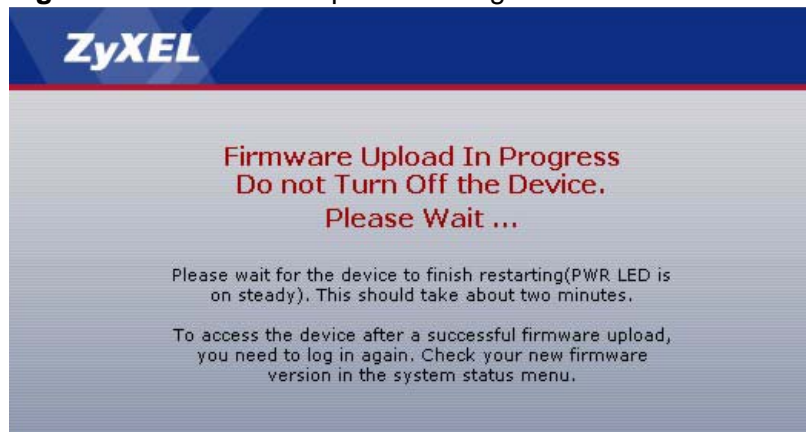 ZyXEL
Firmware Upload In Progress
Do not Turn Off the Device.
Please Wait ...
Please wait for the device to finish restarting(PWR LED is
on steady). This should take about two minutes.
To access the device after a successful firmware upload,
you need to log in again. Check your new firmware
version in the system status menu.